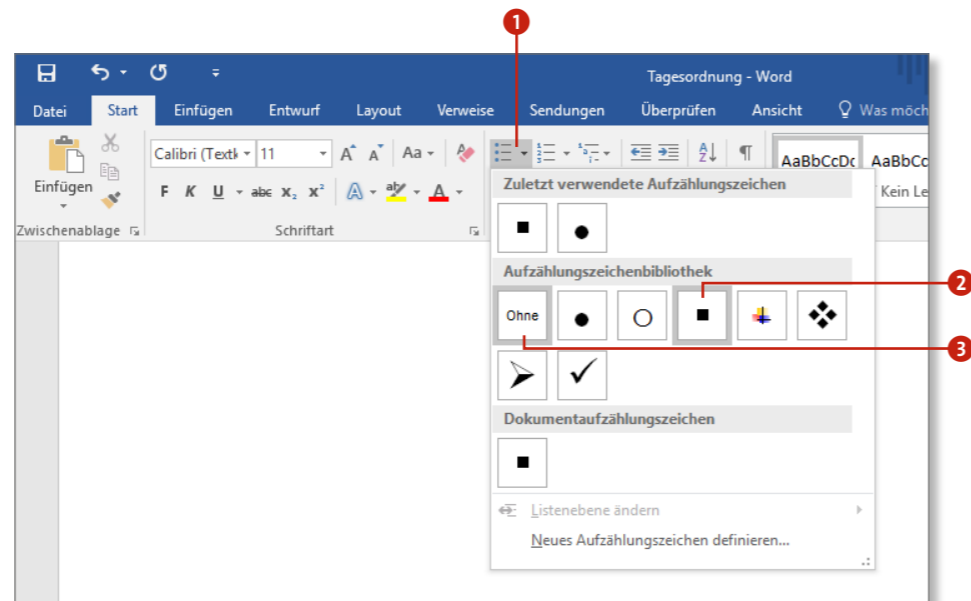 1
Tagesordnung - Word
Datei Start Einfügen Entwurf Layout Verweise Sendungen Überprüfen Ansicht Was möch
Calibri (Textk 11 A A Aa
AaBbCcDc AaBbCc
Einfügen
F K U abc X₂ X² A aby A
Kein Le
Zwischenablage Schriftart
Zuletzt verwendete Aufzählungszeichen
Aufzählungszeichenbibliothek
2
Ohne
3
Dokumentaufzählungszeichen
Listenebene ändern
Neues Aufzählungszeichen definieren...